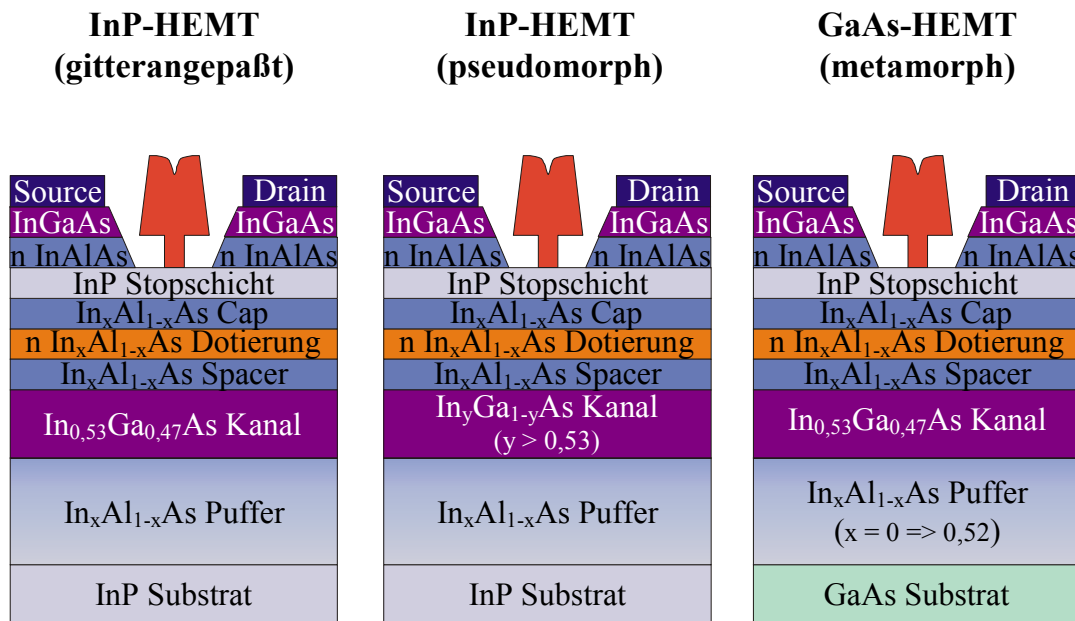 InP-HEMT
(gitterangepaßt)
Source
Drain
InGaAs
InGaAs
n InAlAs
n InAlAs
InP Stopschicht
InₓAl₁₋ₓAs Cap
n InₓAl₁₋ₓAs Dotierung
InₓAl₁₋ₓAs Spacer
In₀,₅₃Ga₀,₄₇As Kanal
InₓAl₁₋ₓAs Puffer
InP Substrat
InP-HEMT
(pseudomorph)
Source
Drain
InGaAs
InGaAs
n InAlAs
n InAlAs
InP Stopschicht
InₓAl₁₋ₓAs Cap
n InₓAl₁₋ₓAs Dotierung
InₓAl₁₋ₓAs Spacer
InyGa1-yAs Kanal
(y > 0,53)
InₓAl₁₋ₓAs Puffer
InP Substrat
GaAs-HEMT
(metamorph)
Source
Drain
InGaAs
InGaAs
n InAlAs
n InAlAs
InP Stopschicht
InₓAl₁₋ₓAs Cap
n InₓAl₁₋ₓAs Dotierung
InₓAl₁₋ₓAs Spacer
In₀,₅₃Ga₀,₄₇As Kanal
InₓAl₁₋ₓAs Puffer
(x = 0 => 0,52)
GaAs Substrat